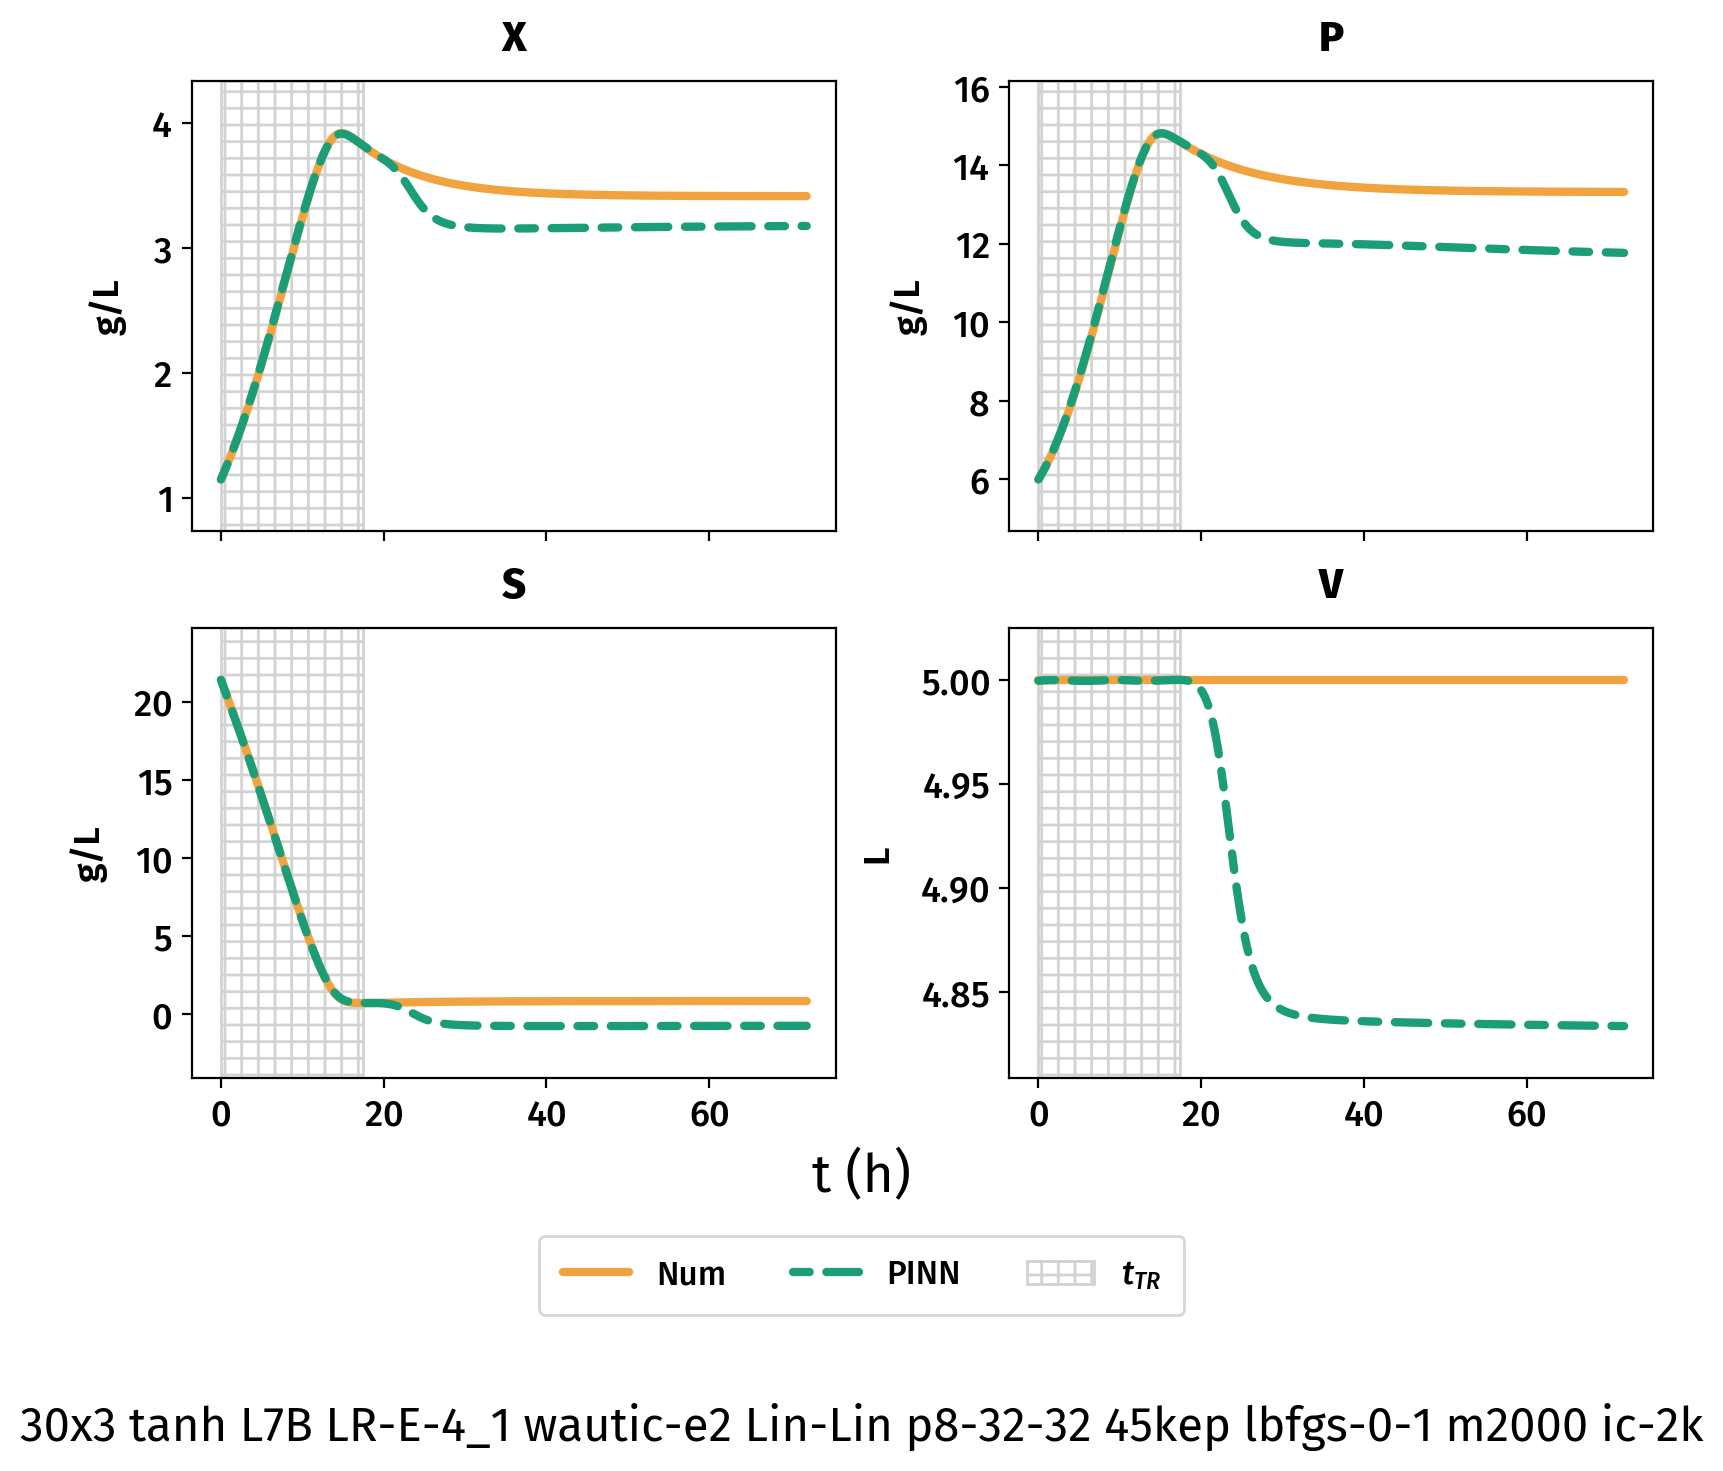 X
P
4
3
2
1
g/L
16
14
12
10
8
6
g/L
S
V
20
15
10
5
0
g/L
5.00
4.95
4.90
4.85
L
0 20 40 60
0 20 40 60
t (h)
Num PINN t_TR
30x3 tanh L7B LR-E-4_1 wautic-e2 Lin-Lin p8-32-32 45kep lbfgs-0-1 m2000 ic-2k